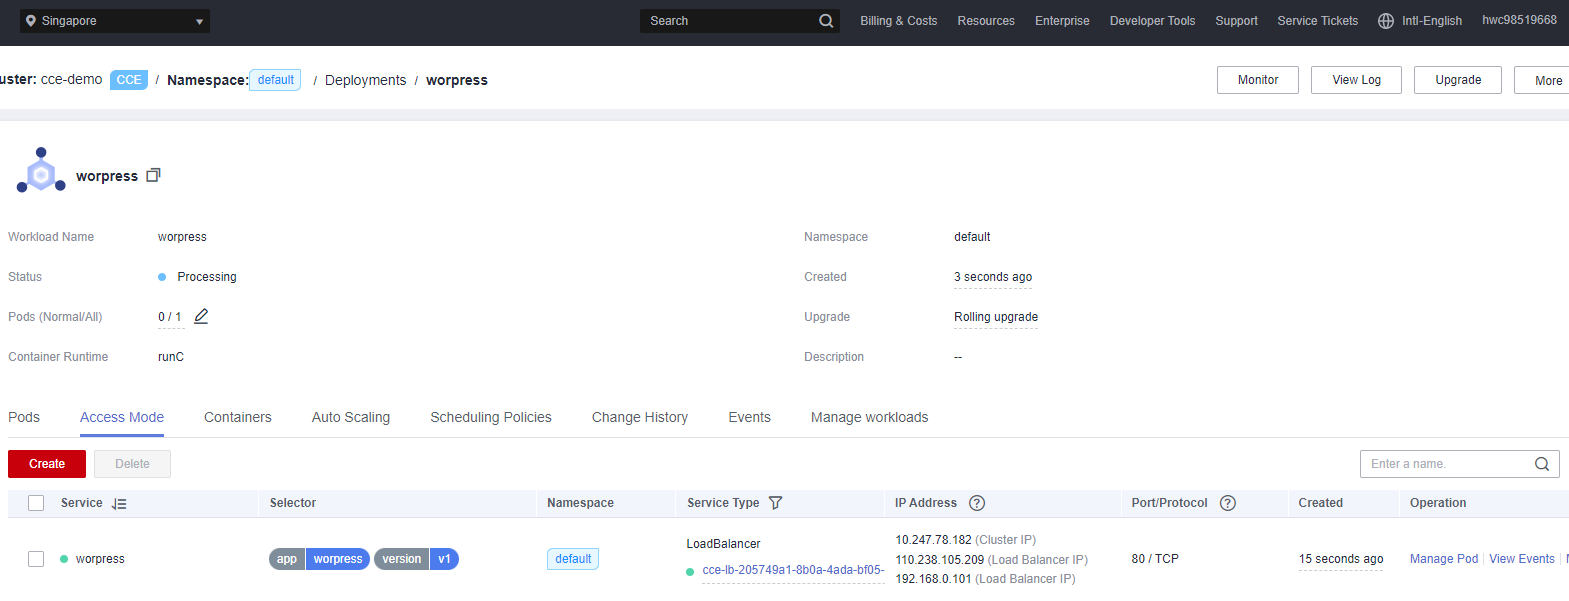 Singapore
Search
Billing & Costs
Resources
Enterprise
Developer Tools
Support
Service Tickets
Intl-English
hwc98519668
uster: cce-demo CCE / Namespace: default / Deployments / worpress
Monitor
View Log
Upgrade
More
worpress
Workload Name worpress
Namespace default
Status Processing
Created 3 seconds ago
Pods (Normal/All) 0 / 1
Upgrade Rolling upgrade
Container Runtime runC
Description --
Pods
Access Mode
Containers
Auto Scaling
Scheduling Policies
Change History
Events
Manage workloads
Create
Delete
Enter a name.
Service
Selector
Namespace
Service Type
IP Address
Port/Protocol
Created
Operation
worpress
app worpress version v1
default
LoadBalancer
cce-lb-205749a1-8b0a-4ada-bf05-
10.247.78.182 (Cluster IP)
110.238.105.209 (Load Balancer IP)
192.168.0.101 (Load Balancer IP)
80 / TCP
15 seconds ago
Manage Pod
View Events